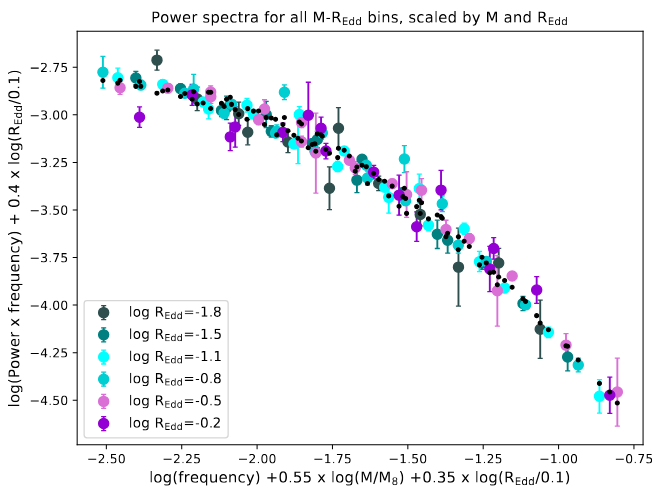 Power spectra for all M-R_Edd bins, scaled by M and R_Edd
log(Power x frequency) + 0.4 x log(R_Edd/0.1)
−2.75
−3.00
−3.25
−3.50
−3.75
−4.00
−4.25
−4.50
log R_Edd=-1.8
log R_Edd=-1.5
log R_Edd=-1.1
log R_Edd=-0.8
log R_Edd=-0.5
log R_Edd=-0.2
−2.50 −2.25 −2.00 −1.75 −1.50 −1.25 −1.00 −0.75
log(frequency) +0.55 x log(M/M_8) +0.35 x log(R_Edd/0.1)